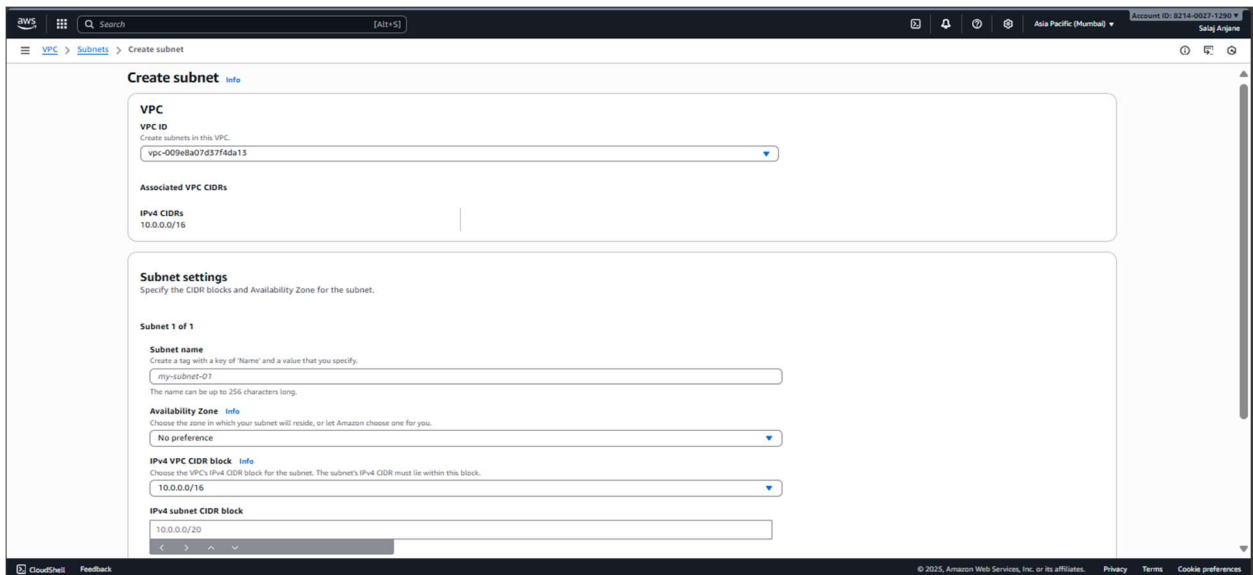 aws
Search
[Alt+S]
Asia Pacific (Mumbai)
Account ID: 8214-0027-1290
Salaj Anjane
VPC > Subnets > Create subnet
Create subnet Info
VPC
VPC ID
Create subnets in this VPC.
vpc-009e8a07d37f4da13
Associated VPC CIDRs
IPv4 CIDRs
10.0.0.0/16
Subnet settings
Specify the CIDR blocks and Availability Zone for the subnet.
Subnet 1 of 1
Subnet name
Create a tag with a key of 'Name' and a value that you specify.
my-subnet-01
The name can be up to 256 characters long.
Availability Zone Info
Choose the zone in which your subnet will reside, or let Amazon choose one for you.
No preference
IPv4 VPC CIDR block Info
Choose the VPC's IPv4 CIDR block for the subnet. The subnet's IPv4 CIDR must lie within this block.
10.0.0.0/16
IPv4 subnet CIDR block
10.0.0.0/20
CloudShell Feedback © 2025, Amazon Web Services, Inc. or its affiliates. Privacy Terms Cookie preferences